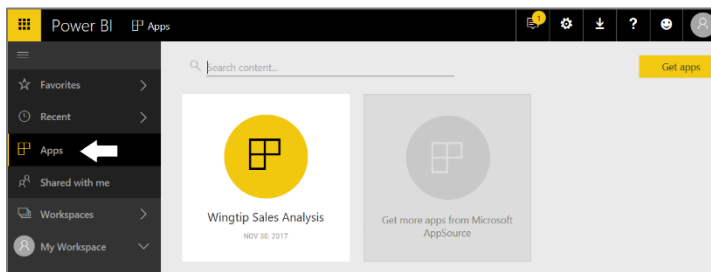 Power BI Apps
1
?
Search content...
Get apps
Favorites
Recent
Apps
Shared with me
Workspaces
My Workspace
Wingtip Sales Analysis
NOV 30, 2017
Get more apps from Microsoft
AppSource